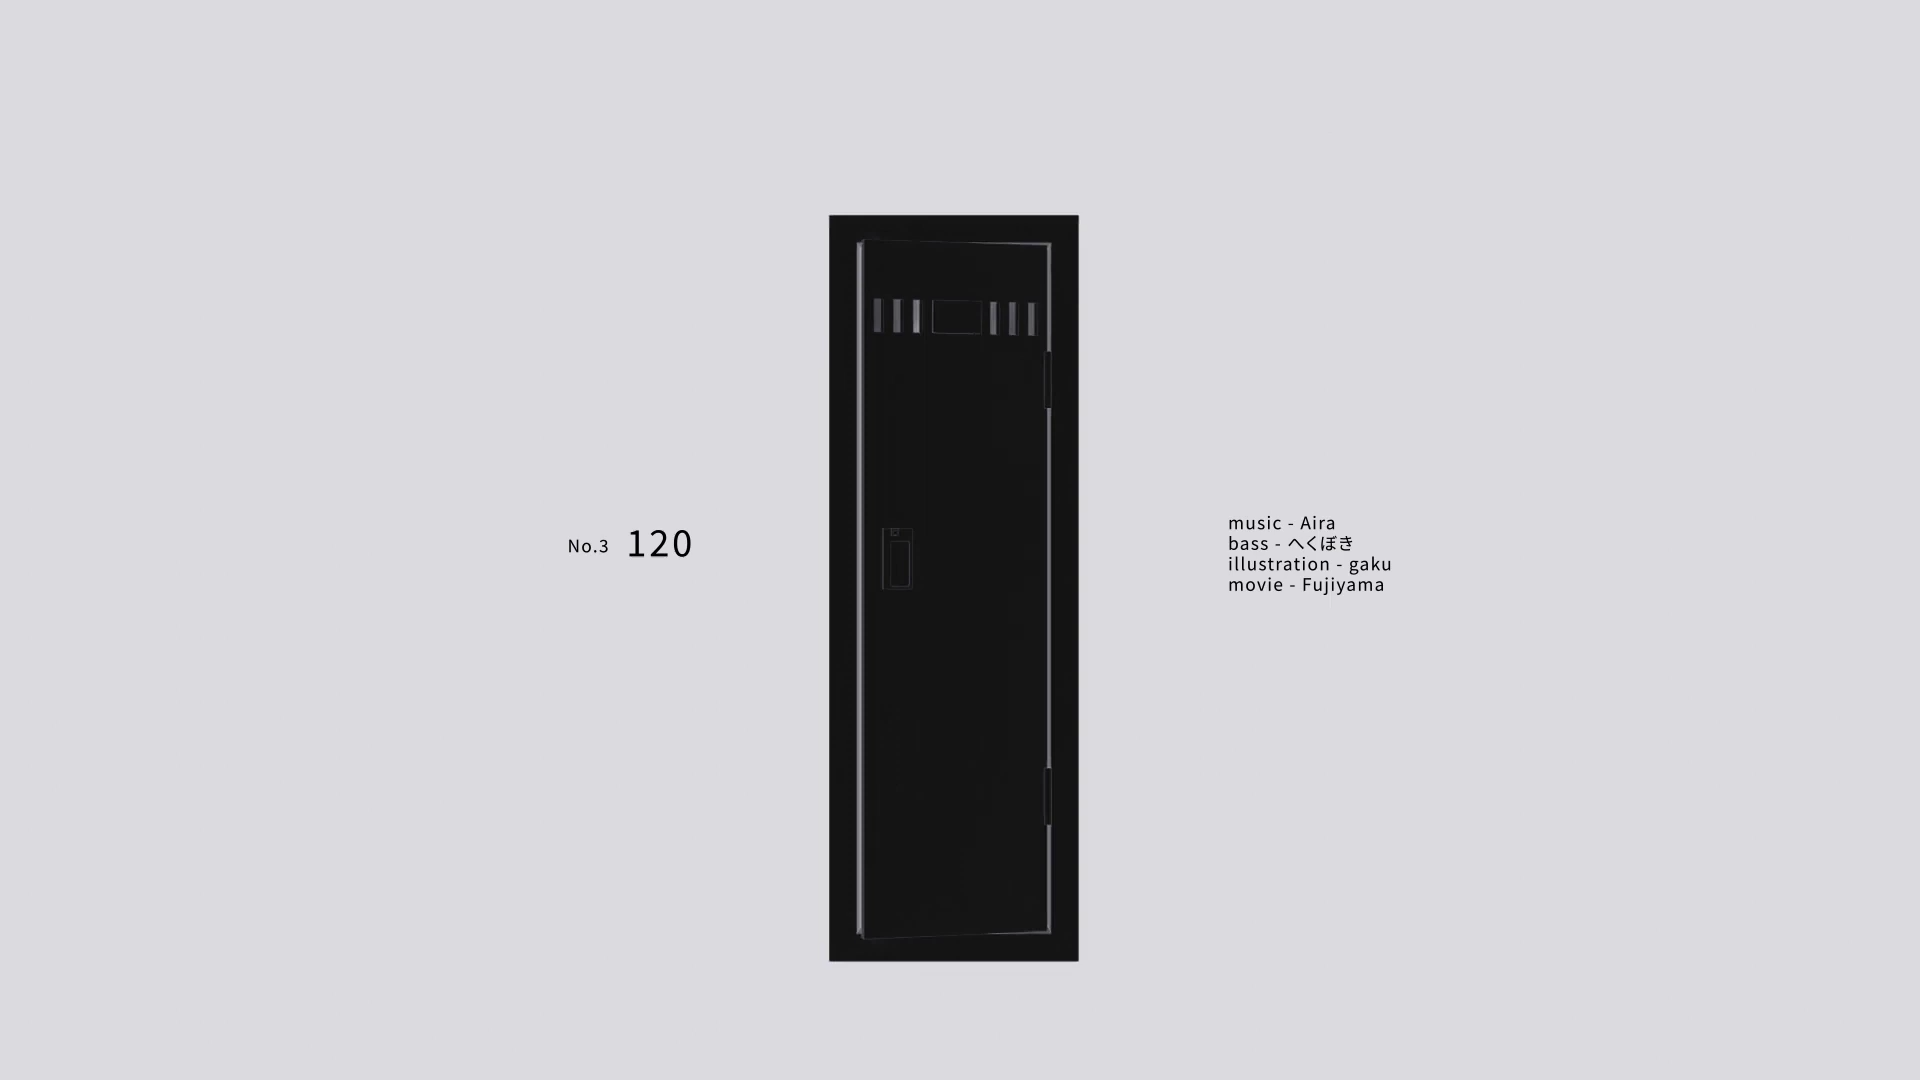 No.3 120
music - Aira
bass - へくぼき
illustration - gaku
movie - Fujiyama